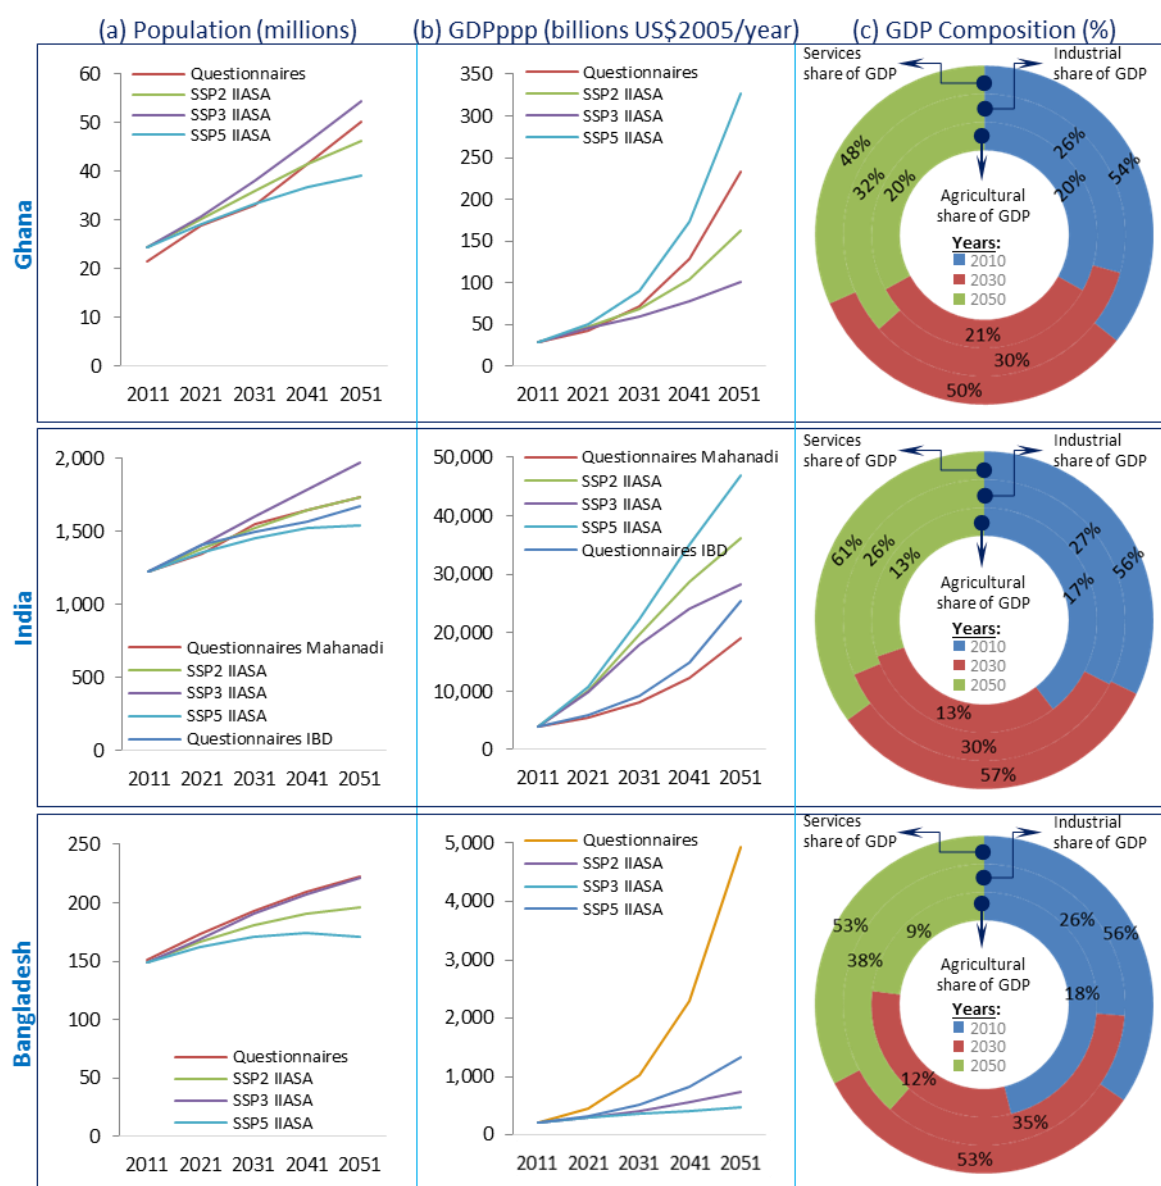 (a) Population (millions)
(b) GDPppp (billions US$2005/year)
(c) GDP Composition (%)
Ghana
60
50
40
30
20
10
0
Questionnaires
SSP2 IIASA
SSP3 IIASA
SSP5 IIASA
2011 2021 2031 2041 2051
350
300
250
200
150
100
50
0
Questionnaires
SSP2 IIASA
SSP3 IIASA
SSP5 IIASA
2011 2021 2031 2041 2051
Services
share of GDP
Industrial
share of GDP
48%
32%
20%
26%
54%
20%
Agricultural
share of GDP
Years:
2010
2030
2050
21%
30%
50%
India
2,000
1,500
1,000
500
0
Questionnaires Mahanadi
SSP2 IIASA
SSP3 IIASA
SSP5 IIASA
Questionnaires IBD
2011 2021 2031 2041 2051
50,000
40,000
30,000
20,000
10,000
0
Questionnaires Mahanadi
SSP2 IIASA
SSP3 IIASA
SSP5 IIASA
Questionnaires IBD
2011 2021 2031 2041 2051
Services
share of GDP
Industrial
share of GDP
61%
26%
13%
27%
56%
17%
Agricultural
share of GDP
Years:
2010
2030
2050
13%
30%
57%
Bangladesh
250
200
150
100
50
0
Questionnaires
SSP2 IIASA
SSP3 IIASA
SSP5 IIASA
2011 2021 2031 2041 2051
5,000
4,000
3,000
2,000
1,000
0
Questionnaires
SSP2 IIASA
SSP3 IIASA
SSP5 IIASA
2011 2021 2031 2041 2051
Services
share of GDP
Industrial
share of GDP
53%
38%
9%
26%
56%
18%
Agricultural
share of GDP
Years:
2010
2030
2050
12%
35%
53%